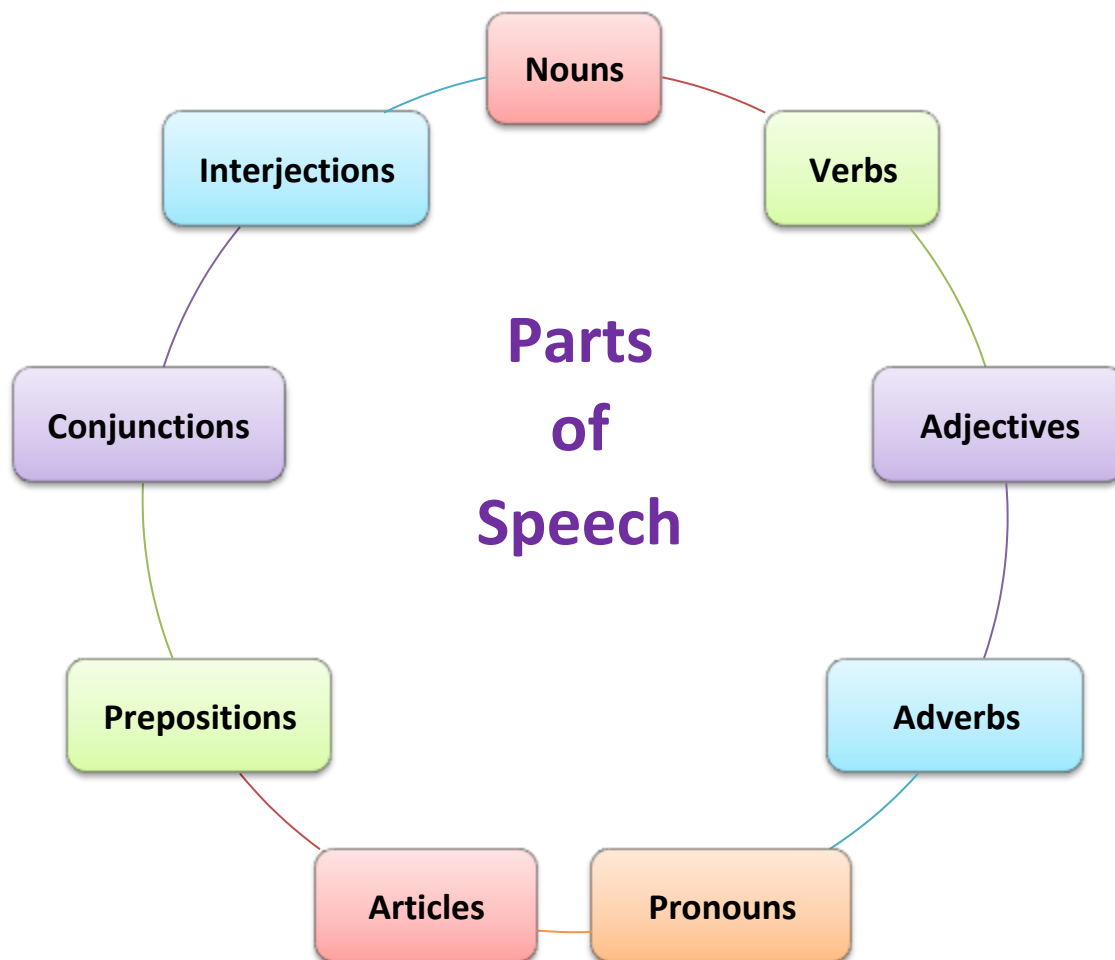 Nouns
Verbs
Adjectives
Adverbs
Pronouns
Articles
Prepositions
Conjunctions
Interjections
Parts
of
Speech